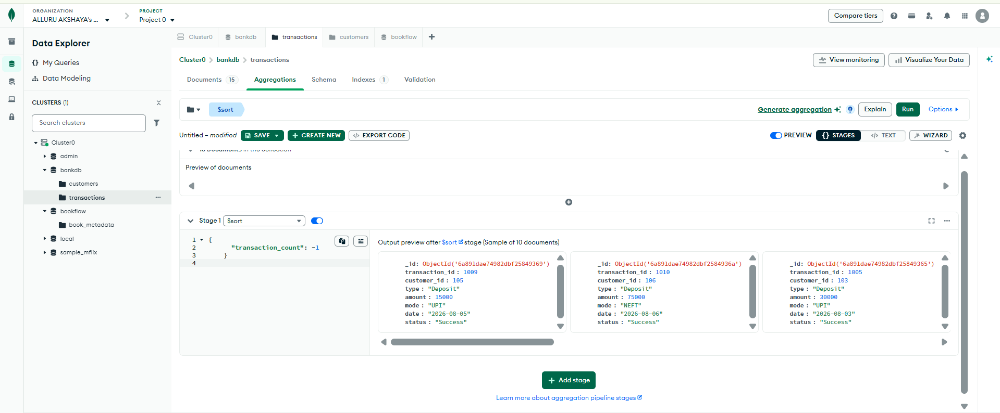 ORGANIZATION
ALLURU AKSHAYA's ...
PROJECT
Project 0
Compare tiers
Data Explorer
My Queries
Data Modeling
CLUSTERS (1)
Search clusters
Cluster0
admin
bankdb
customers
transactions
bookflow
book_metadata
local
sample_mflix
Cluster0
bankdb
transactions
customers
bookflow
Cluster0 > bankdb > transactions
View monitoring
Visualize Your Data
Documents 15
Aggregations
Schema
Indexes 1
Validation
$sort
Generate aggregation
Explain
Run
Options
Untitled – modified
SAVE
CREATE NEW
</> EXPORT CODE
PREVIEW
{} STAGES
</> TEXT
WIZARD
Preview of documents
Stage 1 $sort
1 {
2 "transaction_count": -1
3 }
4
Output preview after $sort stage (Sample of 10 documents)
_id: ObjectId('6a891dae74982dbf25849369')
transaction_id : 1009
customer_id : 105
type : "Deposit"
amount : 15000
mode : "UPI"
date : "2026-08-05"
status : "Success"
_id: ObjectId('6a891dae74982dbf2584936a')
transaction_id : 1010
customer_id : 106
type : "Deposit"
amount : 75000
mode : "NEFT"
date : "2026-08-06"
status : "Success"
_id: ObjectId('6a891dae74982dbf25849365')
transaction_id : 1005
customer_id : 103
type : "Deposit"
amount : 30000
mode : "UPI"
date : "2026-08-03"
status : "Success"
+ Add stage
Learn more about aggregation pipeline stages